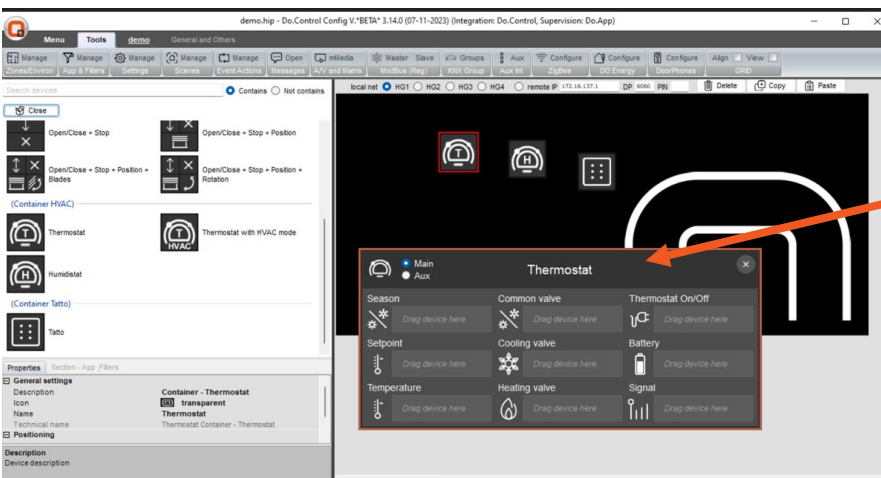 demo.hip - Do.Control Config V.*BETA* 3.14.0 (07-11-2023) (Integration: Do.Control, Supervision: Do.App)
Menu Tools demo General and Others
Manage Manage Manage Manage Manage Open mMedia Master Slave Groups Aux Configure Configure Configure Align View
Zones/Environ App & Filters Settings Scenes Event Actions Messages A/V and Matrix ModBus (Reg) KNX Group Aux Int ZigBee DO Energy DoorPhones GRID
Search devices Contains Not contains local net HG1 HG2 HG3 HG4 remote IP 172.16.137.1 DP 6060 PIN Delete Copy Paste
Close
Open/Close + Stop Open/Close + Stop + Position
Open/Close + Stop + Position + Blades Open/Close + Stop + Position + Rotation
(Container HVAC)
T Thermostat T HVAC Thermostat with HVAC mode
H Humidistat
(Container Tatto)
Tatto
T H
Main
Aux
Thermostat
Season Common valve Thermostat On/Off
Drag device here Drag device here Drag device here
Setpoint Cooling valve Battery
Drag device here Drag device here Drag device here
Temperature Heating valve Signal
Drag device here Drag device here Drag device here
Properties Section - App_Filters
General settings
Description Container - Thermostat
Icon transparent
Name Thermostat
Technical name Thermostat Container - Thermostat
Positioning
Description
Device description